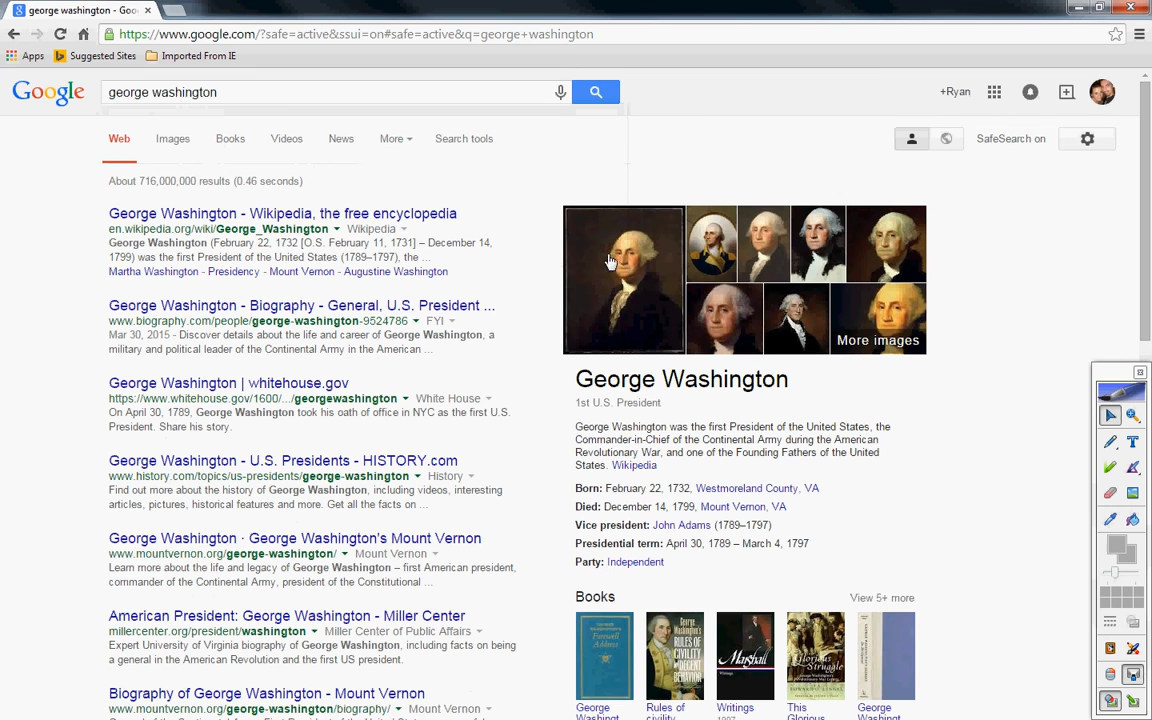 george washington - Goo
https://www.google.com/?safe=active&ssui=on#safe=active&q=george+washington
Apps
Suggested Sites
Imported From IE
Google
george washington
+Ryan
Web
Images
Books
Videos
News
More
Search tools
SafeSearch on
About 716,000,000 results (0.46 seconds)
George Washington - Wikipedia, the free encyclopedia
en.wikipedia.org/wiki/George_Washington Wikipedia
George Washington (February 22, 1732 [O.S. February 11, 1731] – December 14,
1799) was the first President of the United States (1789–1797), the ...
Martha Washington - Presidency - Mount Vernon - Augustine Washington
George Washington - Biography - General, U.S. President ...
www.biography.com/people/george-washington-9524786 FYI
Mar 30, 2015 - Discover details about the life and career of George Washington, a
military and political leader of the Continental Army in the American ...
George Washington | whitehouse.gov
https://www.whitehouse.gov/1600/.../georgewashington White House
On April 30, 1789, George Washington took his oath of office in NYC as the first U.S.
President. Share his story.
George Washington - U.S. Presidents - HISTORY.com
www.history.com/topics/us-presidents/george-washington History
Find out more about the history of George Washington, including videos, interesting
articles, pictures, historical features and more. Get all the facts on ...
George Washington · George Washington's Mount Vernon
www.mountvernon.org/george-washington/ Mount Vernon
Learn more about the life and legacy of George Washington – first American president,
commander of the Continental Army, president of the Constitutional ...
American President: George Washington - Miller Center
millercenter.org/president/washington Miller Center of Public Affairs
Expert University of Virginia biography of George Washington, including facts on being
a general in the American Revolution and the first US president.
Biography of George Washington - Mount Vernon
www.mountvernon.org/george-washington/biography/ Mount Vernon
More images
George Washington
1st U.S. President
George Washington was the first President of the United States, the
Commander-in-Chief of the Continental Army during the American
Revolutionary War, and one of the Founding Fathers of the United
States. Wikipedia
Born: February 22, 1732, Westmoreland County, VA
Died: December 14, 1799, Mount Vernon, VA
Vice president: John Adams (1789–1797)
Presidential term: April 30, 1789 – March 4, 1797
Party: Independent
Books
View 5+ more
George Washingt...
Rules of civility
Writings
1997
This Glorious
George Washingt